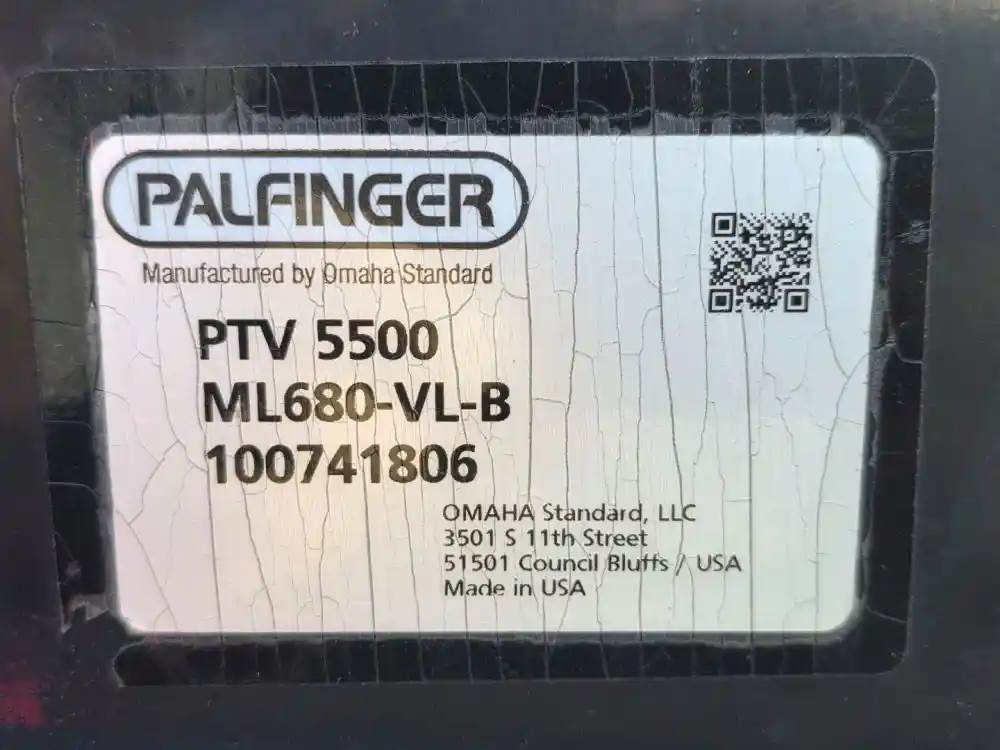 PALFINGER
Manufactured by Omaha Standard
PTV 5500
ML680-VL-B
100741806
OMAHA Standard, LLC
3501 S 11th Street
51501 Council Bluffs / USA
Made in USA